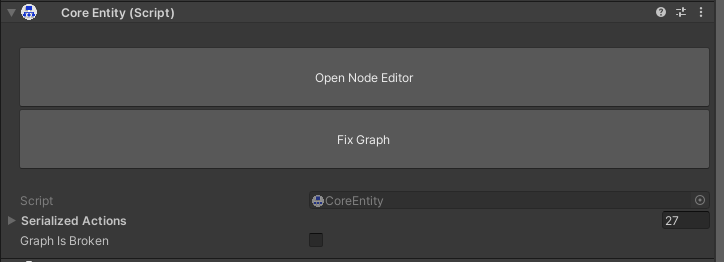 Core Entity (Script)
Open Node Editor
Fix Graph
Script CoreEntity
Serialized Actions 27
Graph Is Broken